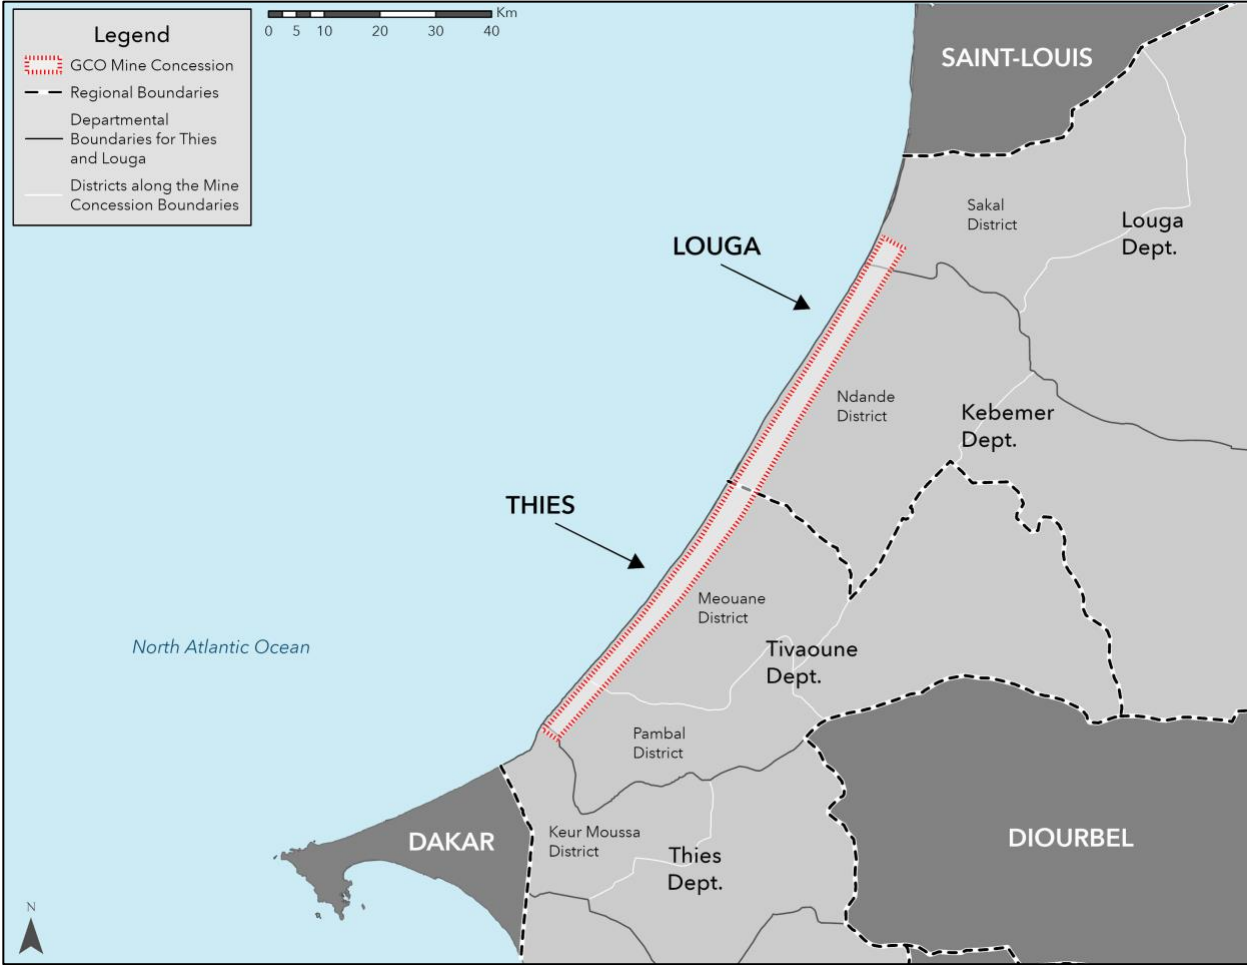 Legend
GCO Mine Concession
Regional Boundaries
Departmental
Boundaries for Thies
and Louga
Districts along the Mine
Concession Boundaries
Km
0 5 10 20 30 40
SAINT-LOUIS
Sakal
District
Louga
Dept.
LOUGA
Ndande
District
Kebemer
Dept.
THIES
Meouane
District
North Atlantic Ocean
Tivaoune
Dept.
Pambal
District
DAKAR
Keur Moussa
District
Thies
Dept.
DIOURBEL
N